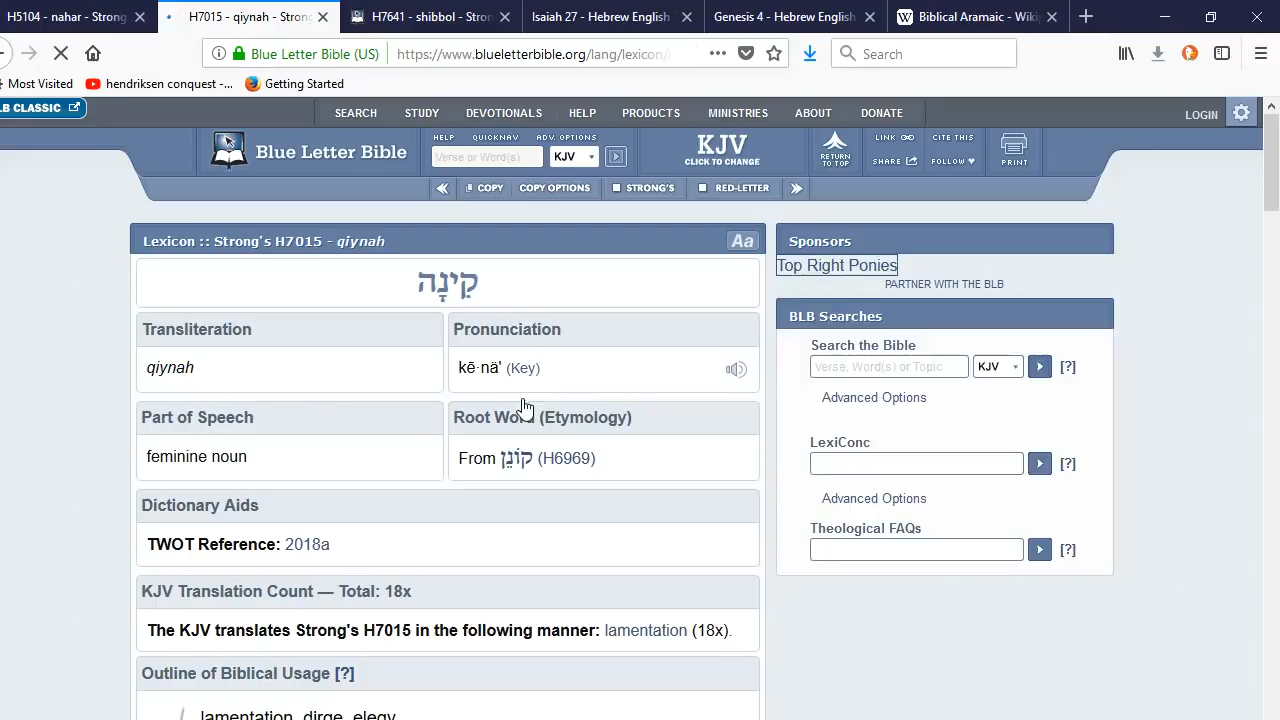 H5104 - nahar - Strong
H7015 - qiynah - Strong
H7641 - shibbol - Strong
Isaiah 27 - Hebrew English
Genesis 4 - Hebrew English
W Biblical Aramaic - Wiki
Blue Letter Bible (US) https://www.blueletterbible.org/lang/lexicon/
Search
Most Visited hendriksen conquest -... Getting Started
LB CLASSIC
SEARCH STUDY DEVOTIONALS HELP PRODUCTS MINISTRIES ABOUT DONATE LOGIN
Blue Letter Bible
HELP QUICKNAV ADV. OPTIONS
Verse or Word(s) KJV
KJV
CLICK TO CHANGE
RETURN
TO TOP
LINK CITE THIS
SHARE FOLLOW
PRINT
COPY COPY OPTIONS STRONG'S RED-LETTER
Lexicon :: Strong's H7015 - qiynah Aa
קִינָה
Transliteration
qiynah
Pronunciation
kē·nä' (Key)
Part of Speech
feminine noun
Root Word (Etymology)
From קוֹנֵן (H6969)
Dictionary Aids
TWOT Reference: 2018a
KJV Translation Count — Total: 18x
The KJV translates Strong's H7015 in the following manner: lamentation (18x).
Outline of Biblical Usage [?]
lamentation, dirge, elegy
Sponsors
Top Right Ponies
PARTNER WITH THE BLB
BLB Searches
Search the Bible
Verse, Word(s) or Topic KJV [?]
Advanced Options
LexiConc
[?]
Advanced Options
Theological FAQs
[?]